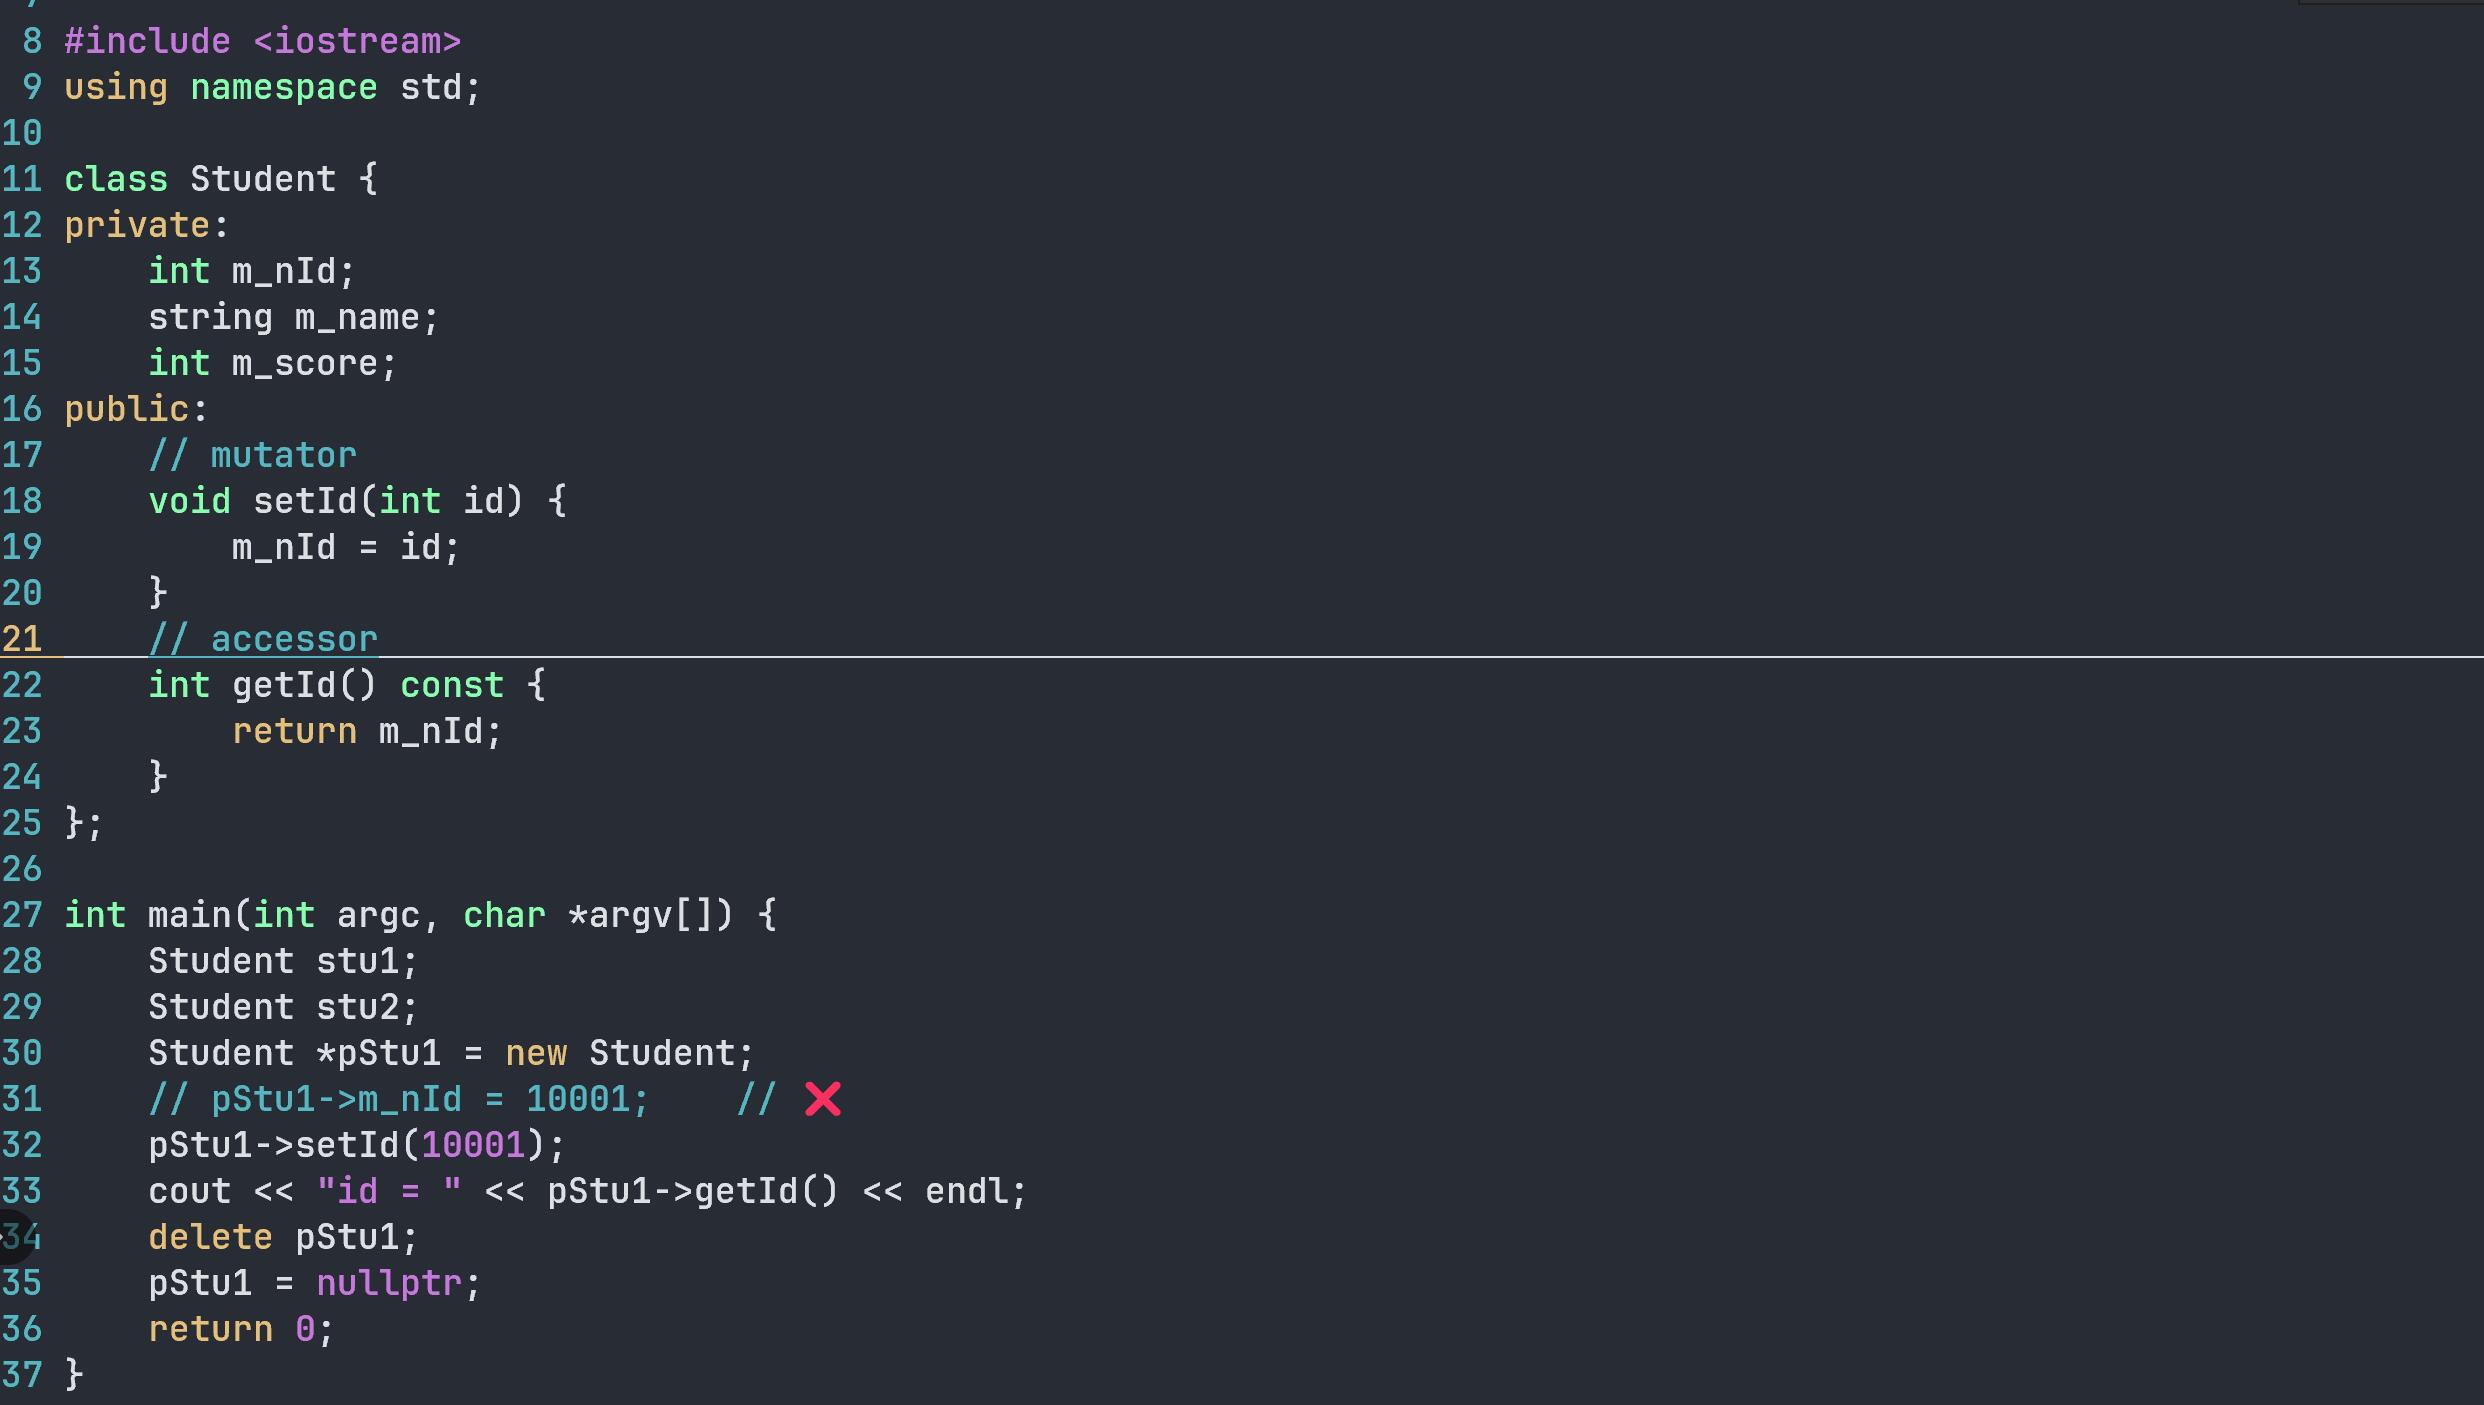 8 #include <iostream>
9 using namespace std;
10
11 class Student {
12 private:
13     int m_nId;
14     string m_name;
15     int m_score;
16 public:
17     // mutator
18     void setId(int id) {
19         m_nId = id;
20     }
21     // accessor
22     int getId() const {
23         return m_nId;
24     }
25 };
26
27 int main(int argc, char *argv[]) {
28     Student stu1;
29     Student stu2;
30     Student *pStu1 = new Student;
31     // pStu1->m_nId = 10001;    // ❌
32     pStu1->setId(10001);
33     cout << "id = " << pStu1->getId() << endl;
34     delete pStu1;
35     pStu1 = nullptr;
36     return 0;
37 }